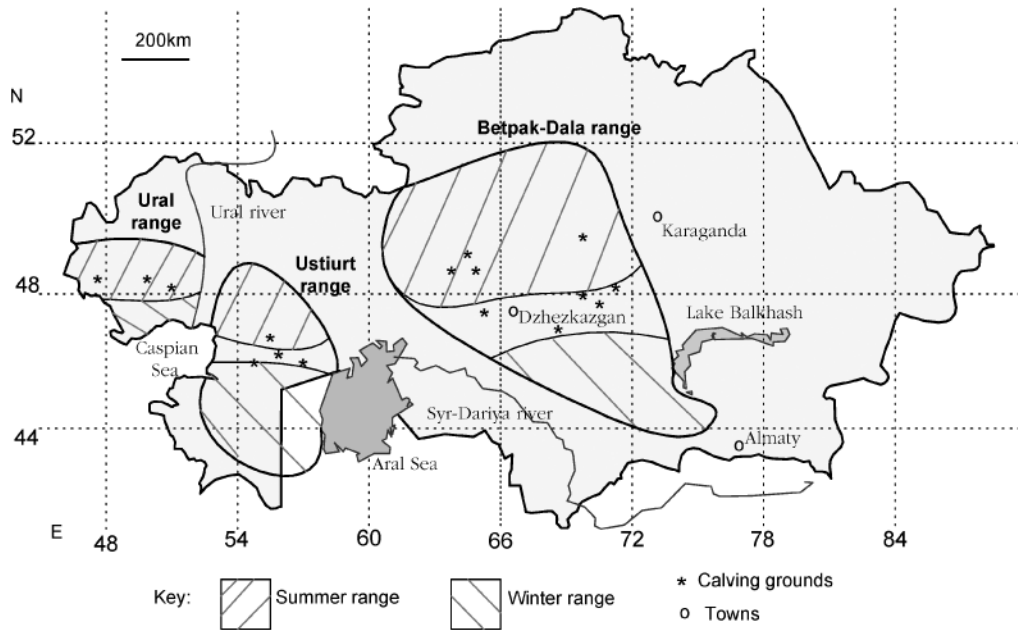 200km
N
52
Betpak-Dala range
Ural
range
Ural river
Karaganda
Ustiurt
range
48
Dzhezkazgan
Lake Balkhash
Caspian
Sea
44
Syr-Dariya river
Almaty
Aral Sea
E
48
54
60
66
72
78
84
Key:
Summer range
Winter range
* Calving grounds
o Towns